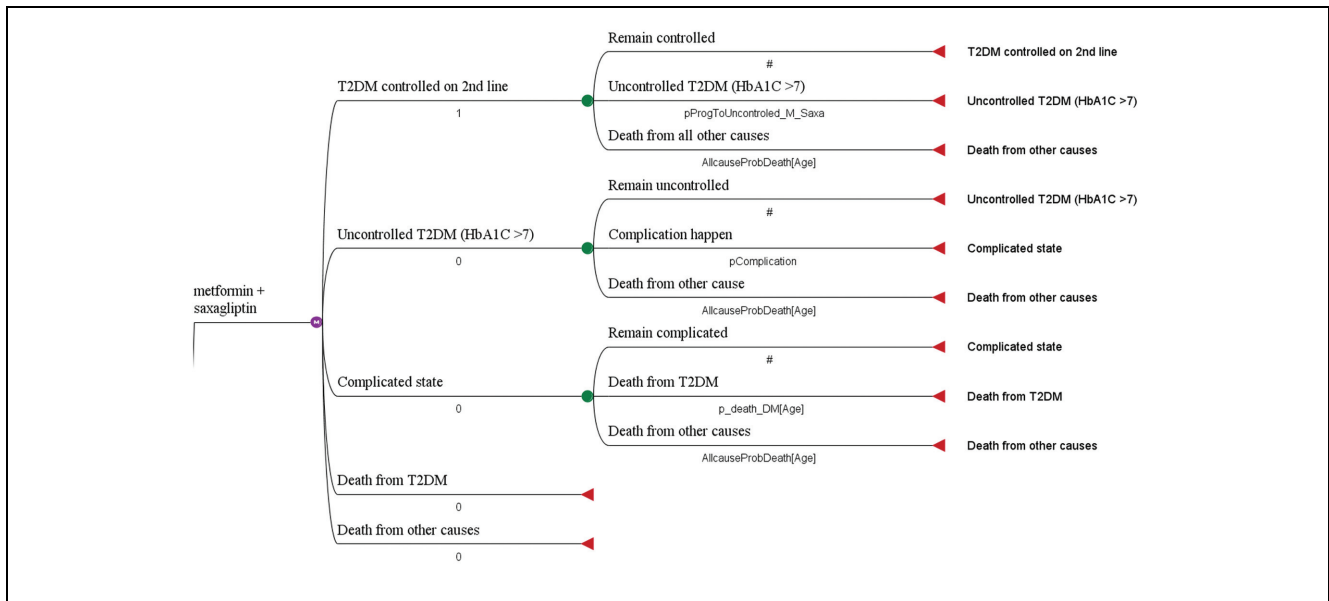 Remain controlled
T2DM controlled on 2nd line
#
T2DM controlled on 2nd line
Uncontrolled T2DM (HbA1C >7)
Uncontrolled T2DM (HbA1C >7)
1
pProgToUncontroled_M_Saxa
Death from all other causes
Death from other causes
AllcauseProbDeath[Age]
Remain uncontrolled
Uncontrolled T2DM (HbA1C >7)
#
Uncontrolled T2DM (HbA1C >7)
Complication happen
Complicated state
0
pComplication
Death from other cause
Death from other causes
AllcauseProbDeath[Age]
metformin +
saxagliptin
M
Remain complicated
Complicated state
#
Complicated state
Death from T2DM
Death from T2DM
0
p_death_DM[Age]
Death from other causes
Death from other causes
AllcauseProbDeath[Age]
Death from T2DM
0
Death from other causes
0